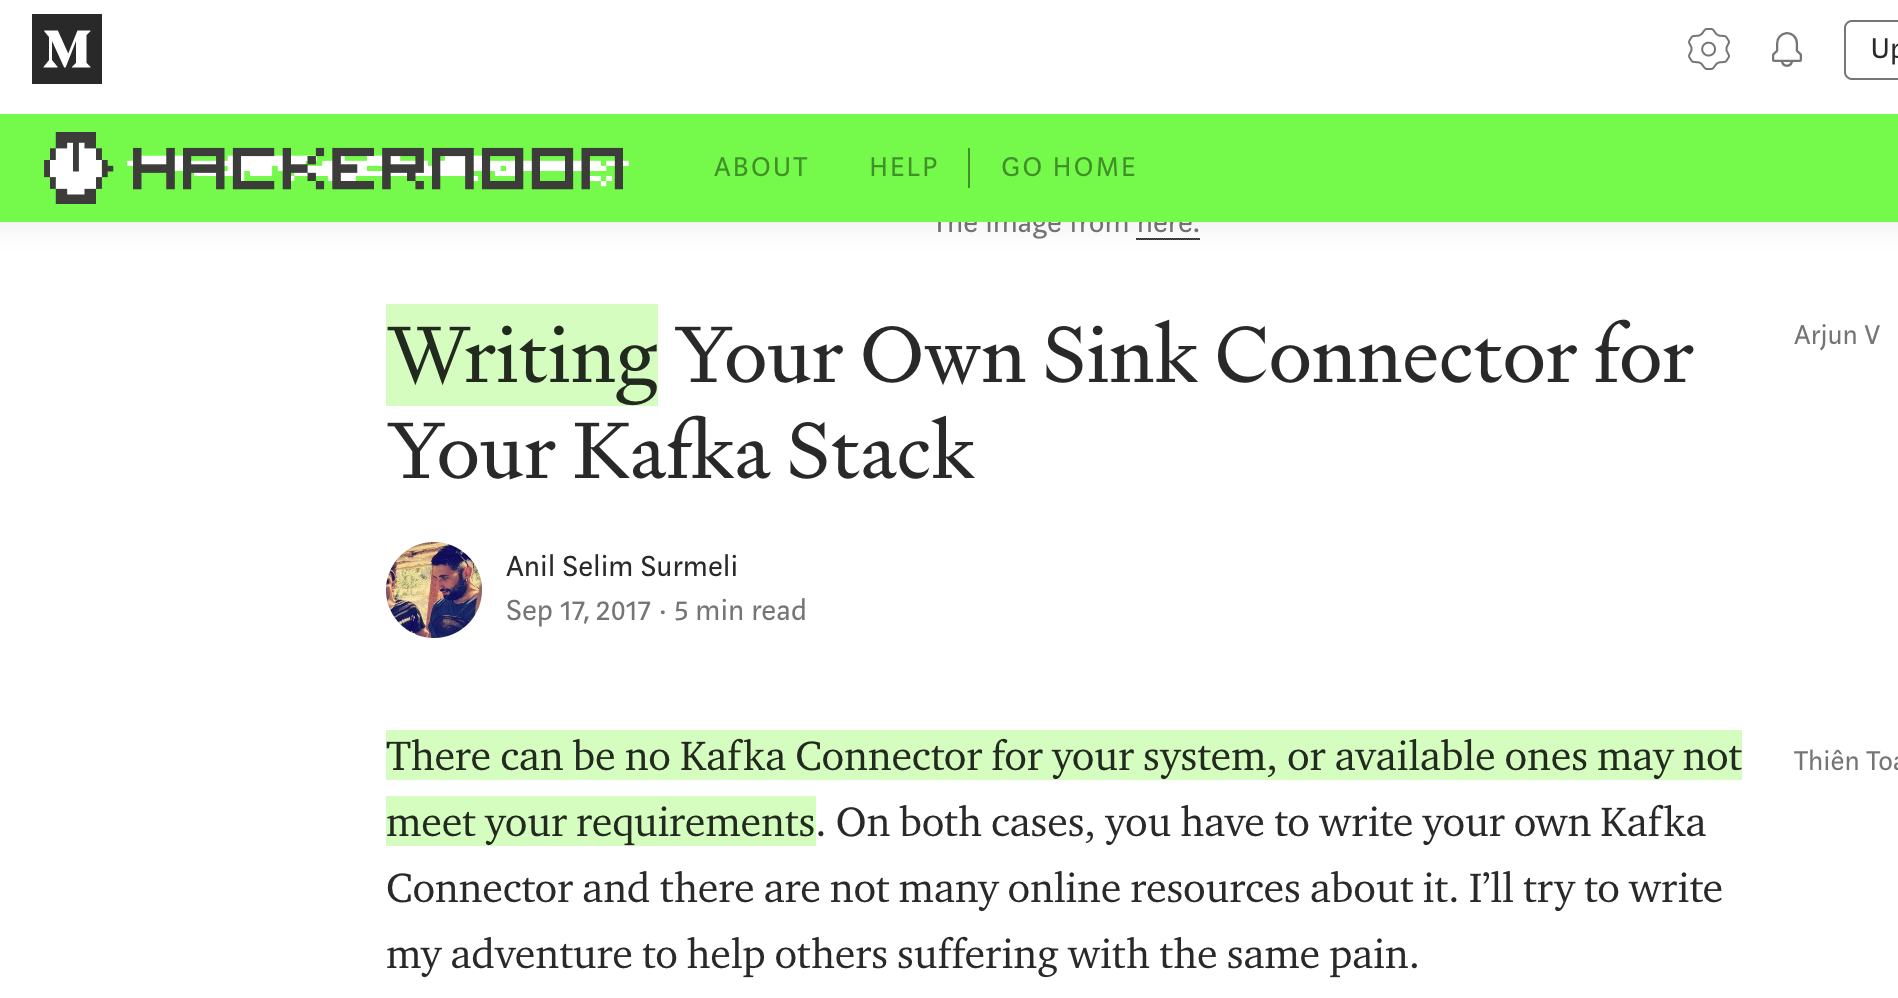 M
Up
HACKERNOON
ABOUT HELP GO HOME
The image from here.
Writing Your Own Sink Connector for
Your Kafka Stack
Arjun V
Anil Selim Surmeli
Sep 17, 2017 · 5 min read
There can be no Kafka Connector for your system, or available ones may not
meet your requirements. On both cases, you have to write your own Kafka
Connector and there are not many online resources about it. I’ll try to write
my adventure to help others suffering with the same pain.
Thiên Toa